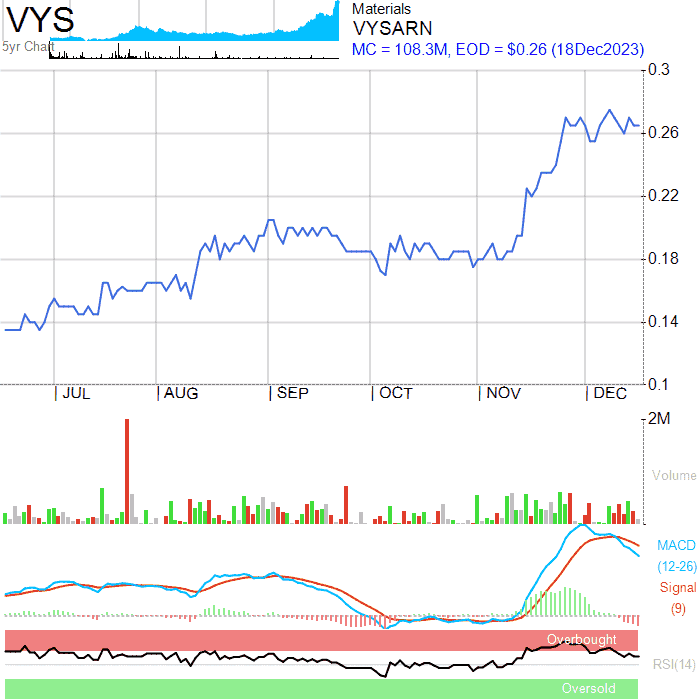 VYS
5yr Chart
Materials
VYSARN
MC = 108.3M, EOD = $0.26 (18Dec2023)
0.3
0.26
0.22
0.18
0.14
0.1
JUL AUG SEP OCT NOV DEC
2M
Volume
MACD
(12-26)
Signal
(9)
Overbought
RSI(14)
Oversold